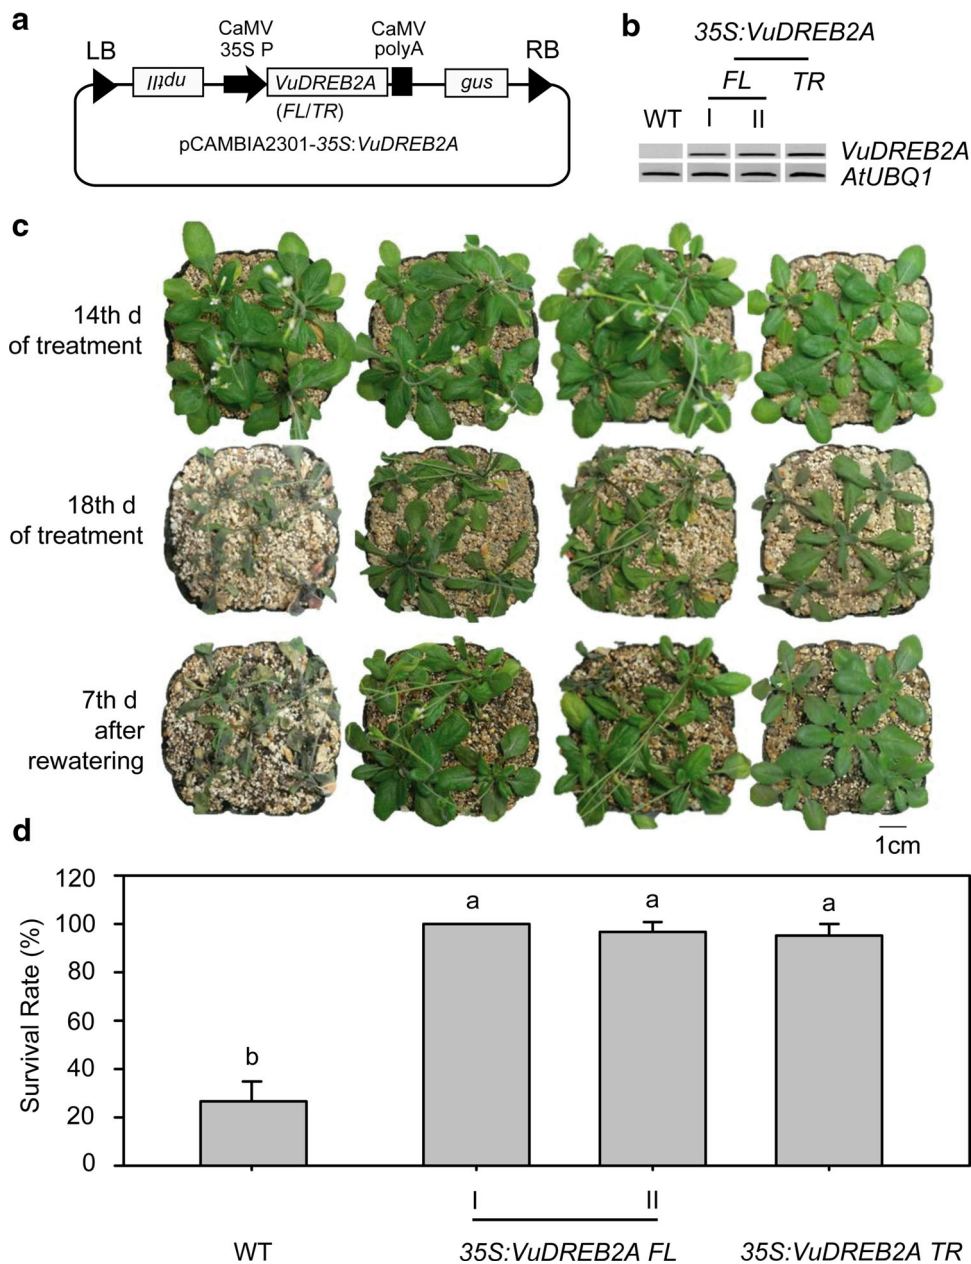 a
CaMV
35S P
CaMV
polyA
LB
RB
nptII
VuDREB2A
gus
(FL/TR)
pCAMBIA2301-35S:VuDREB2A
b
35S:VuDREB2A
FL
TR
WT I II
VuDREB2A
AtUBQ1
c
14th d
of treatment
18th d
of treatment
7th d
after
rewatering
1cm
d
Survival Rate (%)
120
100
80
60
40
20
0
b
a
a
a
I II
WT 35S:VuDREB2A FL 35S:VuDREB2A TR